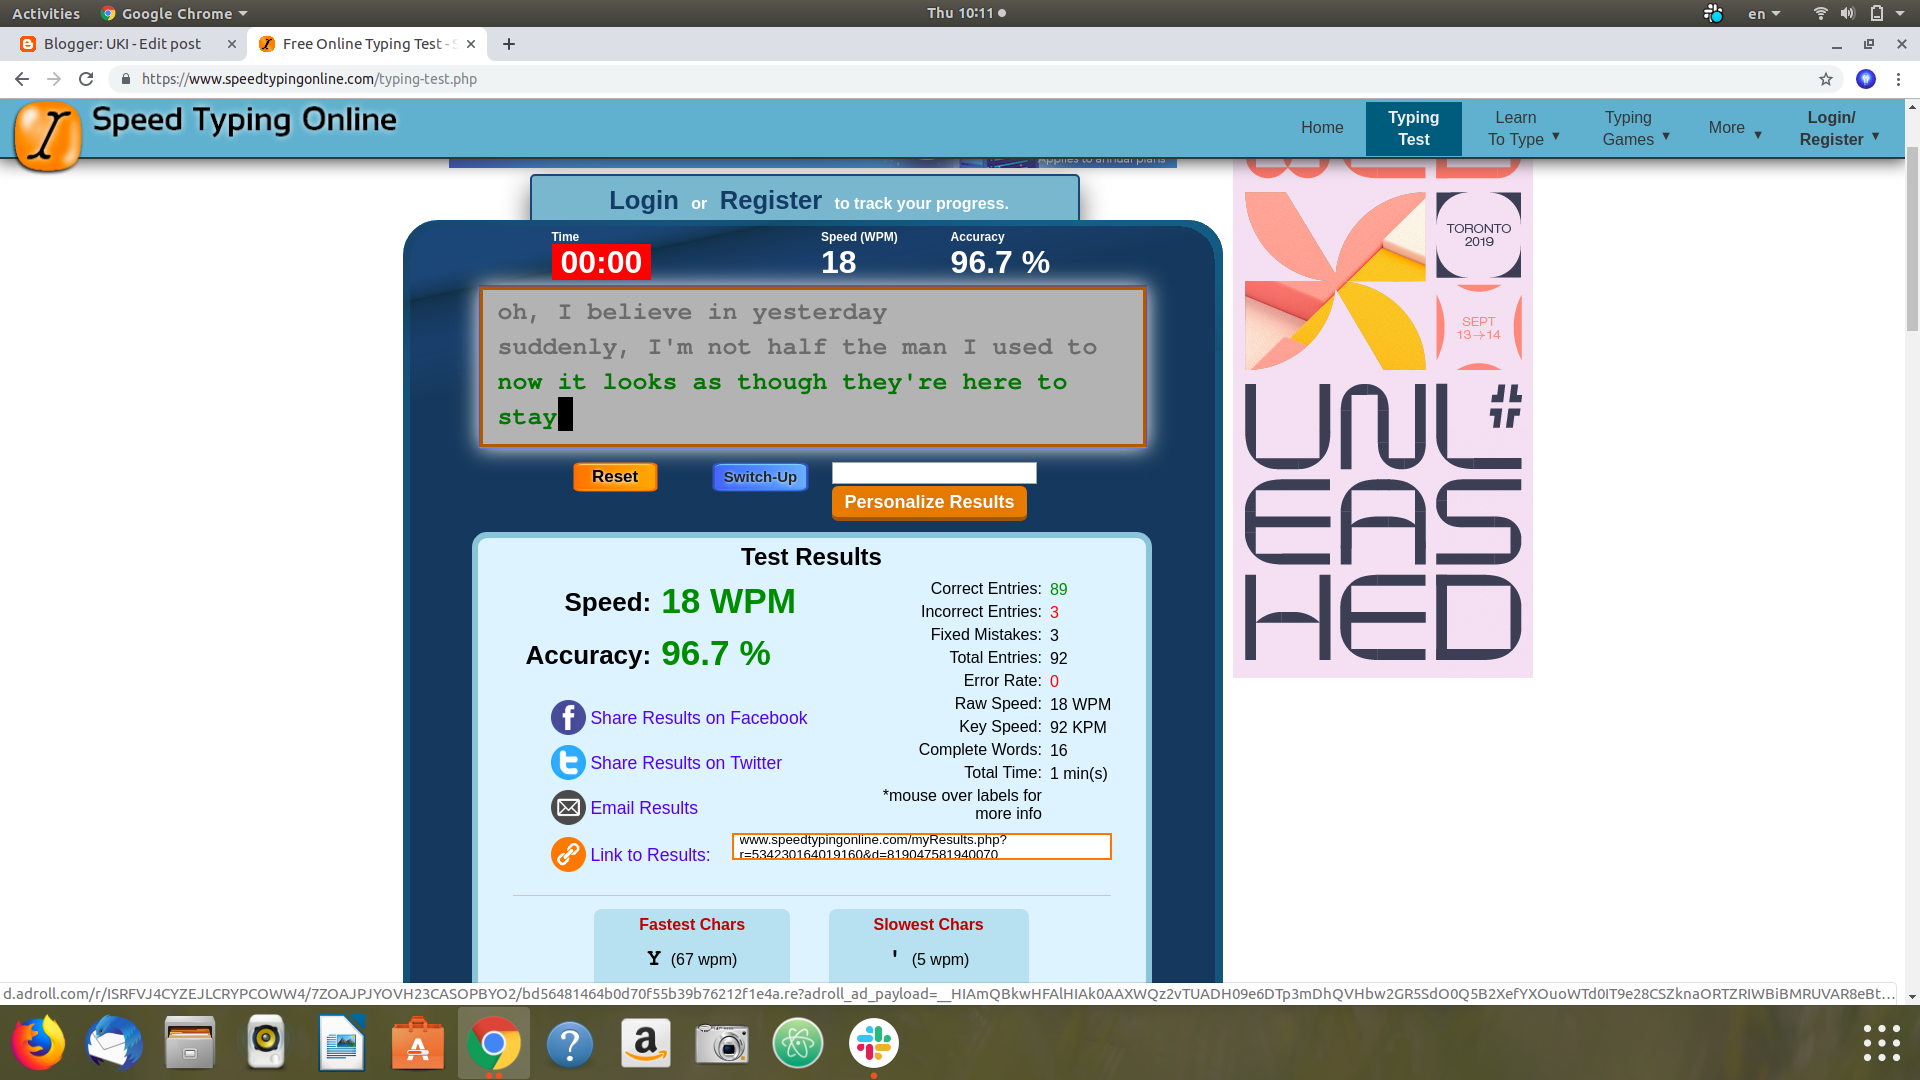 Activities
Google Chrome
Thu 10:11
en
Blogger: UKI - Edit post
Free Online Typing Test - S
https://www.speedtypingonline.com/typing-test.php
Speed Typing Online
Home
Typing
Test
Learn
To Type
Typing
Games
More
Login/
Register
Applies to annual plans
Login or Register to track your progress.
Time
00:00
Speed (WPM)
18
Accuracy
96.7 %
oh, I believe in yesterday
suddenly, I'm not half the man I used to
now it looks as though they're here to
stay
Reset
Switch-Up
Personalize Results
Test Results
Speed: 18 WPM
Accuracy: 96.7 %
Share Results on Facebook
Share Results on Twitter
Email Results
Link to Results:
www.speedtypingonline.com/myResults.php?
r=534230164019160&d=819047581940070
Correct Entries: 89
Incorrect Entries: 3
Fixed Mistakes: 3
Total Entries: 92
Error Rate: 0
Raw Speed: 18 WPM
Key Speed: 92 KPM
Complete Words: 16
Total Time: 1 min(s)
*mouse over labels for
more info
Fastest Chars
Y (67 wpm)
Slowest Chars
' (5 wpm)
TORONTO
2019
SEPT
13→14
UNL#
EAS
HED
d.adroll.com/r/ISRFVJ4CYZEJLCRYPCOWW4/7ZOAJPJYOVH23CASOPBYO2/bd56481464b0d70f55b39b76212f1e4a.re?adroll_ad_payload=__HIAmQBkwHFAlHIAk0AAXWQz2vTUADH09e6DTp3mDhQVHbw2GR5SdO0Q5B2XefYXOuoWTd0IT9e28CSZknaORTZRIWBiBMRUVAR8eBt...